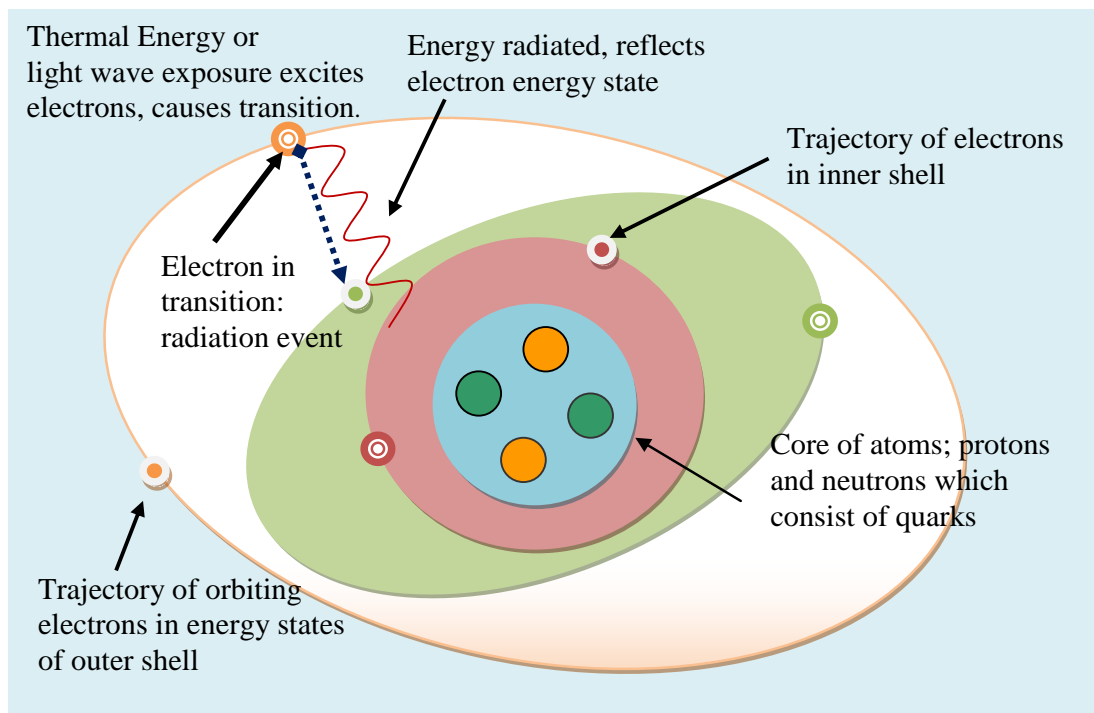 Thermal Energy or
light wave exposure excites
electrons, causes transition.
Energy radiated, reflects
electron energy state
Trajectory of electrons
in inner shell
Electron in
transition:
radiation event
Core of atoms; protons
and neutrons which
consist of quarks
Trajectory of orbiting
electrons in energy states
of outer shell